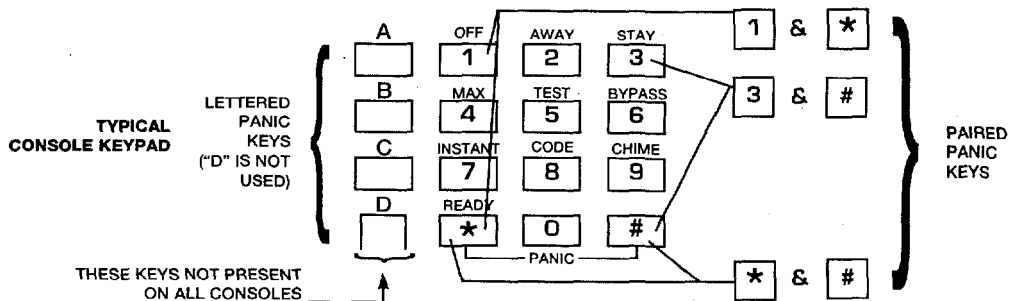 A OFF AWAY STAY 1 & *
1 2 3
B MAX TEST BYPASS 3 & #
4 5 6
C INSTANT CODE CHIME
7 8 9
D READY
* 0 #
PANIC
* & #
TYPICAL
CONSOLE KEYPAD
LETTERED
PANIC
KEYS
("D" IS NOT
USED)
PAIRED
PANIC
KEYS
THESE KEYS NOT PRESENT
ON ALL CONSOLES